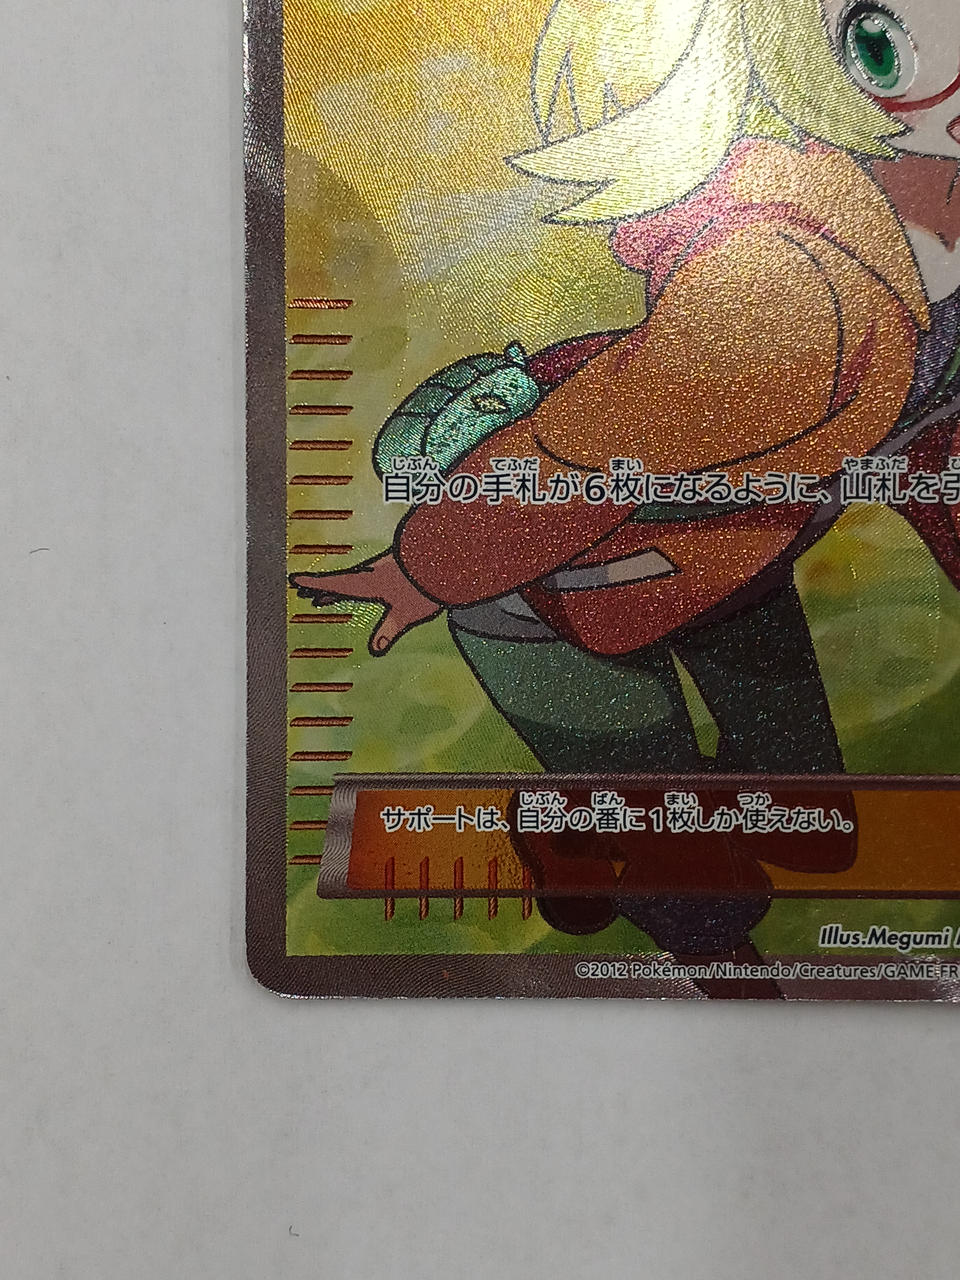 自分の手札が6枚になるように、山札を引
サポートは、自分の番に1枚しか使えない。
Illus.Megumi
©2012 Pokémon/Nintendo/Creatures/GAME FR